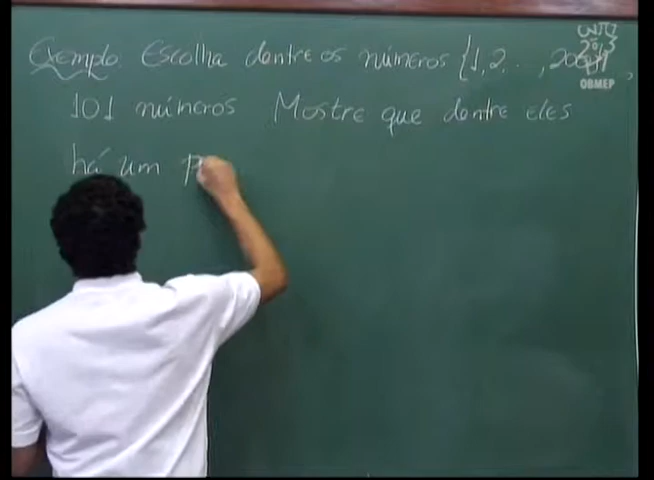 Exemplo. Escolha dentre os números {1, 2, ..., 200},
101 números Mostre que dentre eles
há um p
OBMEP